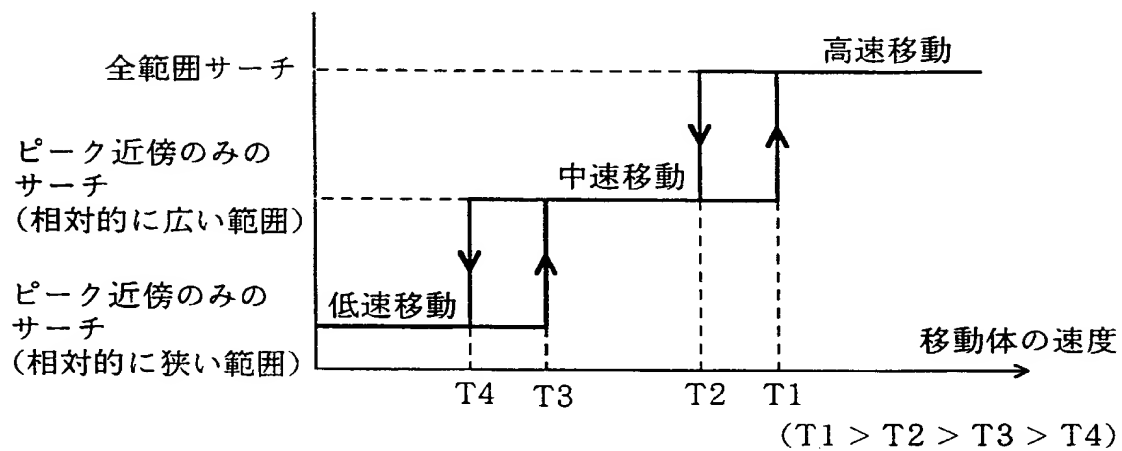 高速移動
全範囲サーチ
ピーク近傍のみの
サーチ
(相対的に広い範囲)
中速移動
ピーク近傍のみの
サーチ
(相対的に狭い範囲)
低速移動
移動体の速度
T4 T3 T2 T1
(T1 > T2 > T3 > T4)